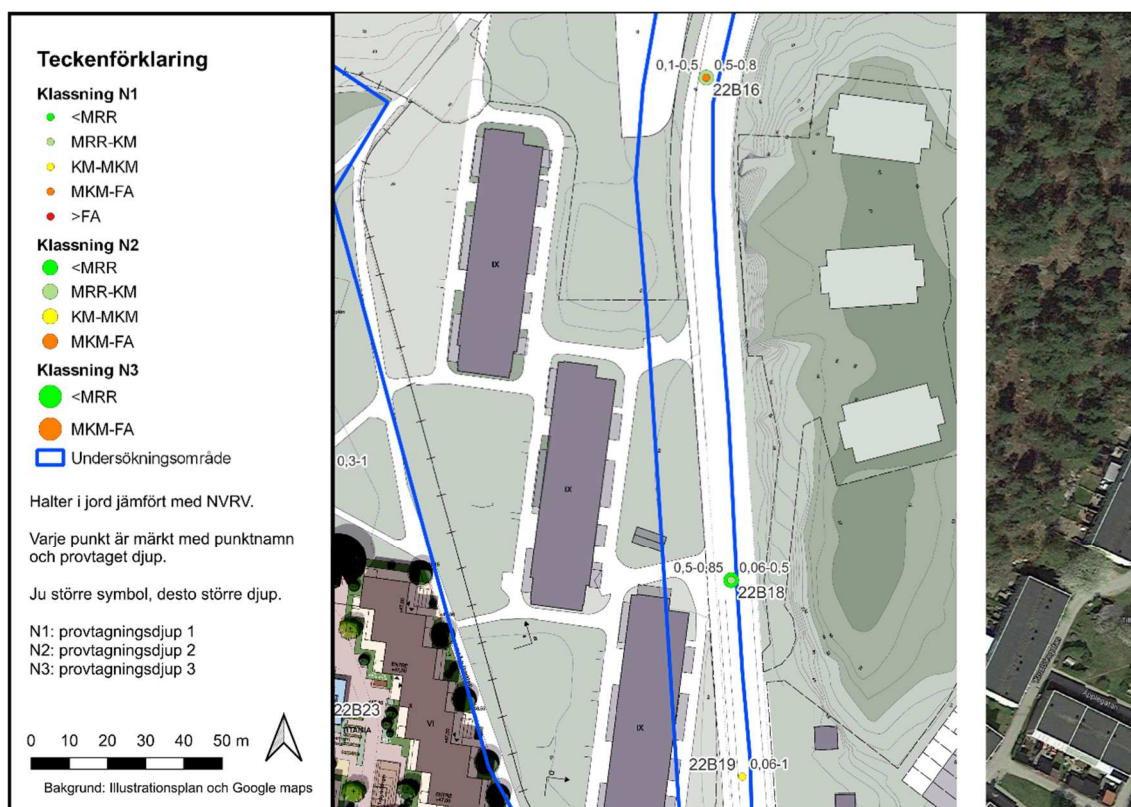 Teckenförklaring
Klassning N1
<MRR
MRR-KM
KM-MKM
MKM-FA
>FA
Klassning N2
<MRR
MRR-KM
KM-MKM
MKM-FA
Klassning N3
<MRR
MKM-FA
Undersökningsområde
Halter i jord jämfört med NVRV.
Varje punkt är märkt med punktnamn
och provtaget djup.
Ju större symbol, desto större djup.
N1: provtagningsdjup 1
N2: provtagningsdjup 2
N3: provtagningsdjup 3
0 10 20 30 40 50 m
Bakgrund: Illustrationsplan och Google maps
0,1-0,5 0,5-0,8
22B16
IX
IX
0,3-1
0,5-0,85 0,06-0,5
22B18
22B23
VI
IX
22B19 0,06-1
Äpplegatan